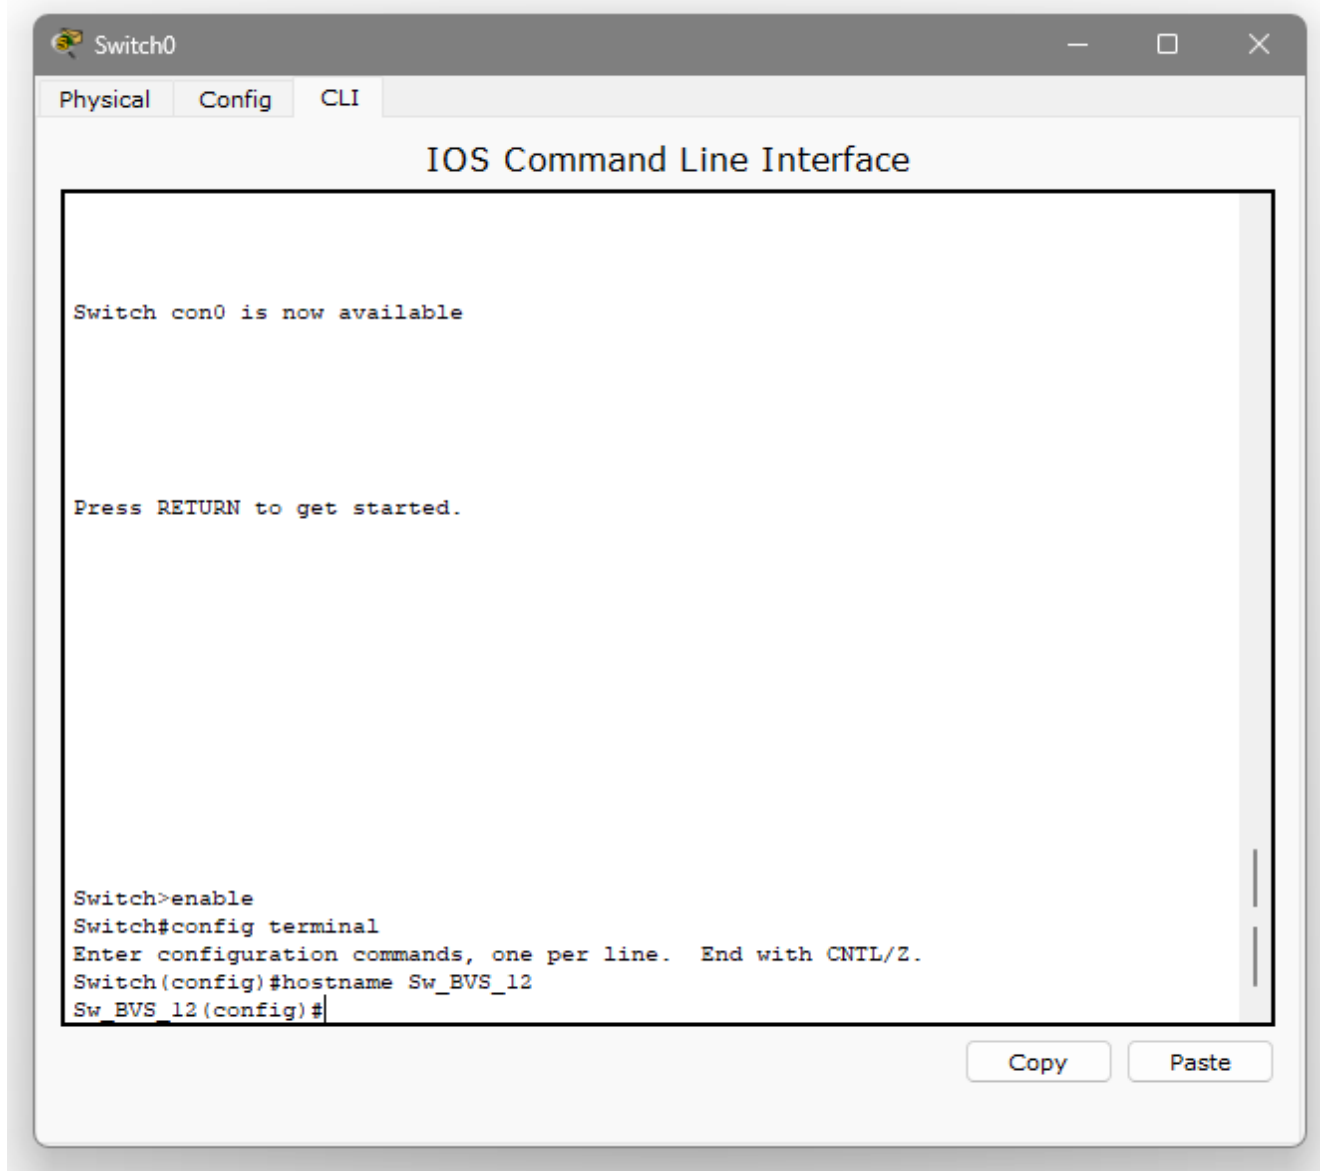 Switch0
Physical Config CLI
IOS Command Line Interface
Switch con0 is now available
Press RETURN to get started.
Switch>enable
Switch#config terminal
Enter configuration commands, one per line.  End with CNTL/Z.
Switch(config)#hostname Sw_BVS_12
Sw_BVS_12(config)#
Copy Paste